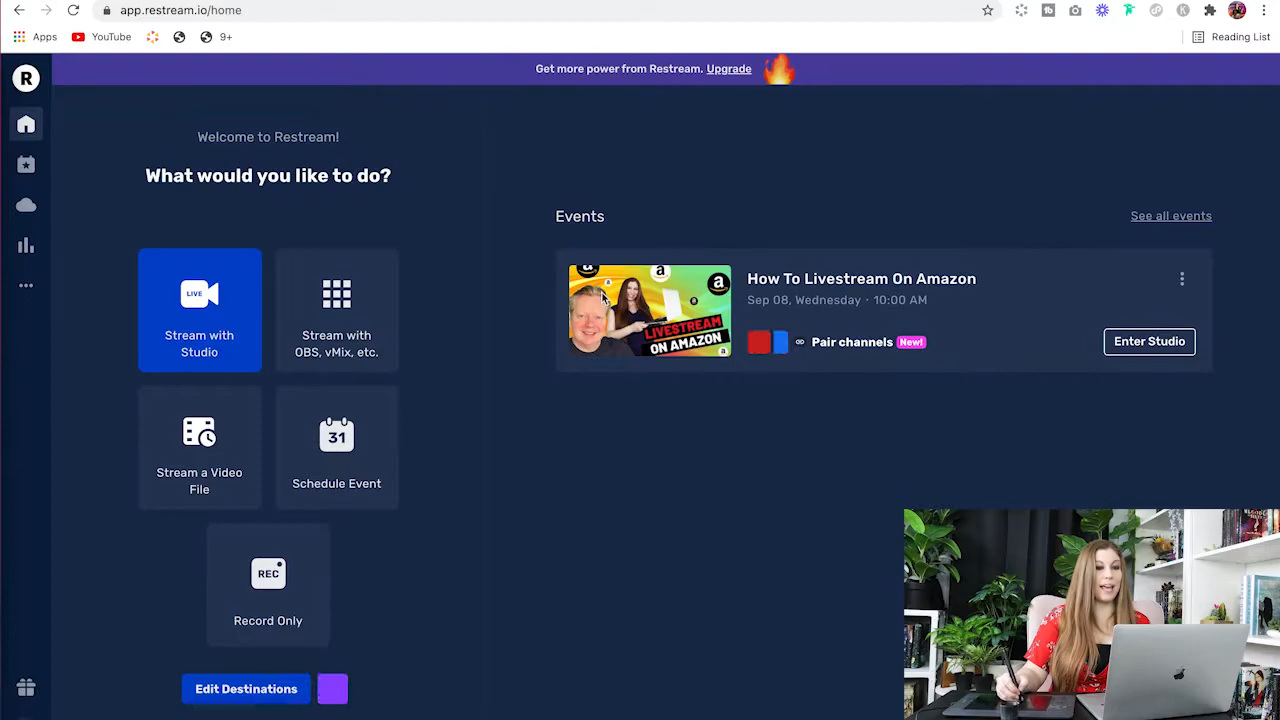 app.restream.io/home
Apps
YouTube
9+
Reading List
Get more power from Restream. Upgrade
R
Welcome to Restream!
What would you like to do?
LIVE
Stream with
Studio
Stream with
OBS, vMix, etc.
Stream a Video
File
31
Schedule Event
REC
Record Only
Edit Destinations
Events
See all events
LIVESTREAM
ON AMAZON
How To Livestream On Amazon
Sep 08, Wednesday · 10:00 AM
Pair channels New!
Enter Studio